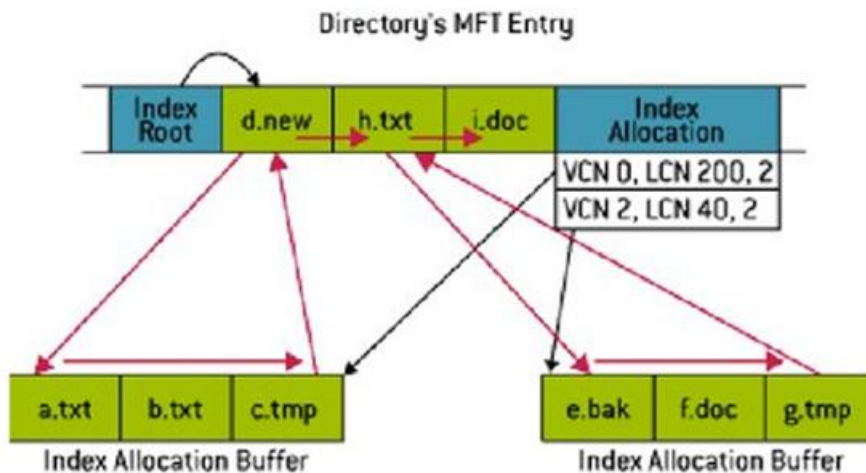 Directory's MFT Entry
Index Root
d.new
h.txt
i.doc
Index Allocation
VCN 0, LCN 200, 2
VCN 2, LCN 40, 2
a.txt
b.txt
c.tmp
e.bak
f.doc
g.tmp
Index Allocation Buffer
Index Allocation Buffer